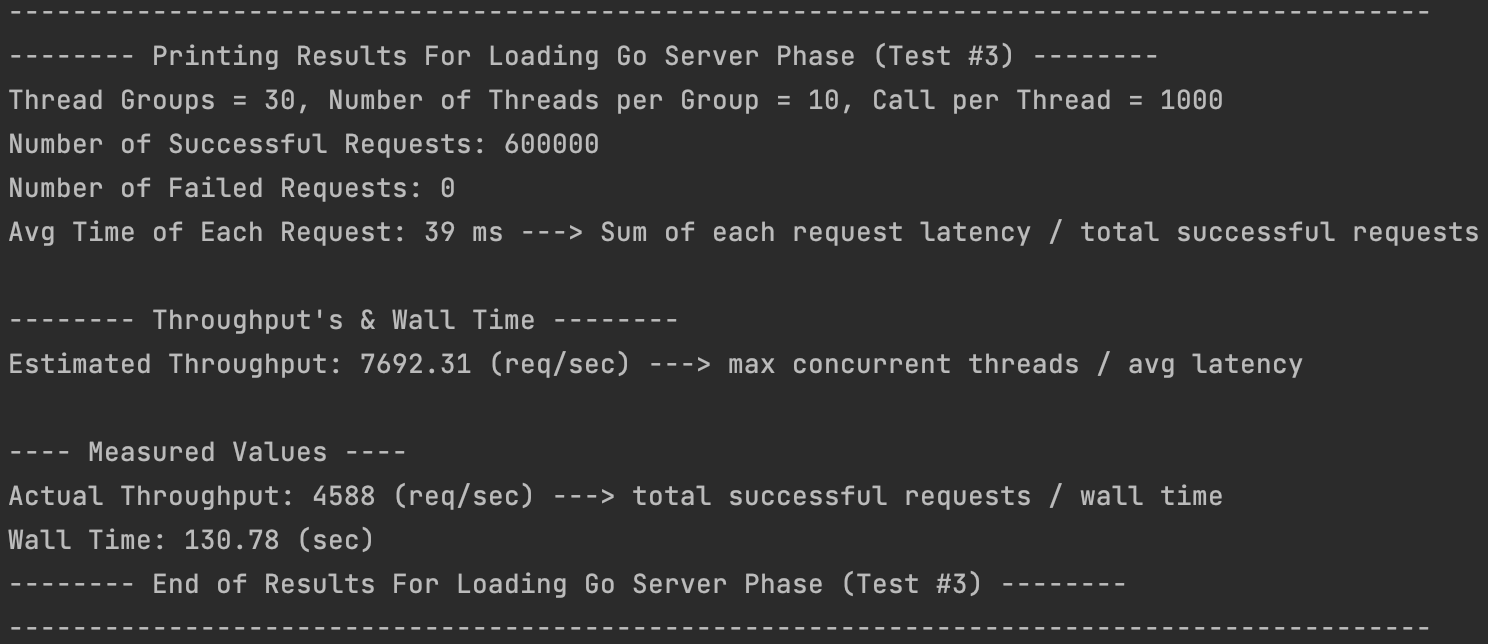 -----------------------------------------------------------------------------------------
-------- Printing Results For Loading Go Server Phase (Test #3) --------
Thread Groups = 30, Number of Threads per Group = 10, Call per Thread = 1000
Number of Successful Requests: 600000
Number of Failed Requests: 0
Avg Time of Each Request: 39 ms ---> Sum of each request latency / total successful requests
-------- Throughput's & Wall Time --------
Estimated Throughput: 7692.31 (req/sec) ---> max concurrent threads / avg latency
---- Measured Values ----
Actual Throughput: 4588 (req/sec) ---> total successful requests / wall time
Wall Time: 130.78 (sec)
-------- End of Results For Loading Go Server Phase (Test #3) --------
-----------------------------------------------------------------------------------------